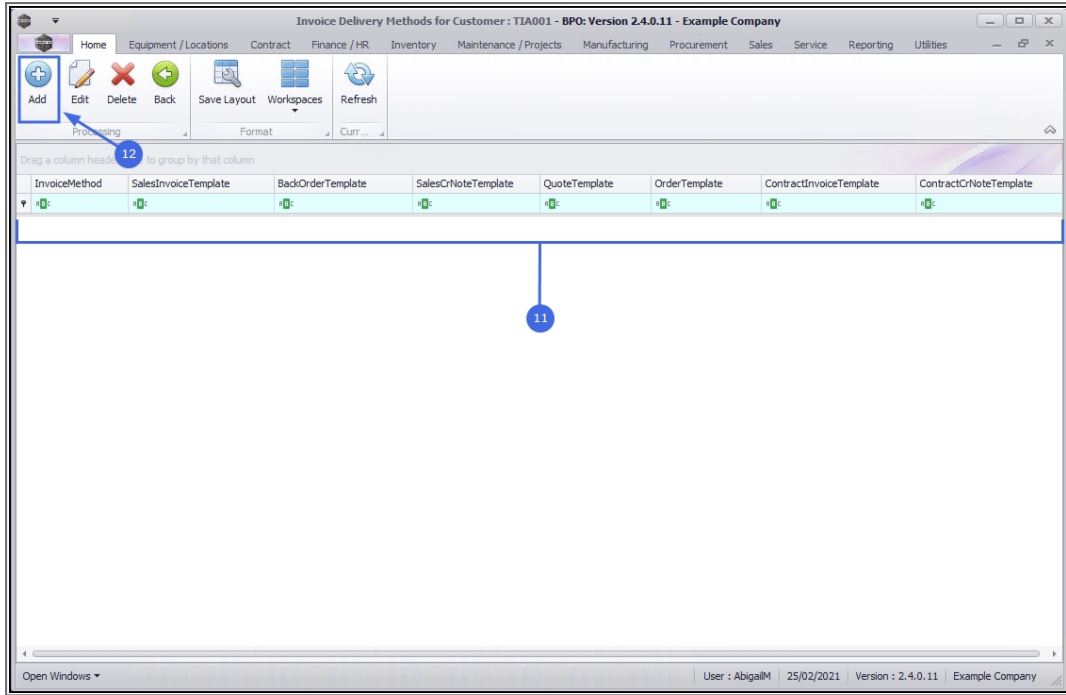 Invoice Delivery Methods for Customer : TIA001 - BPO: Version 2.4.0.11 - Example Company
Home Equipment / Locations Contract Finance / HR Inventory Maintenance / Projects Manufacturing Procurement Sales Service Reporting Utilities
Add Edit Delete Back Save Layout Workspaces Refresh
Processing Format Curr...
12
Drag a column heade to group by that column
InvoiceMethod SalesInvoiceTemplate BackOrderTemplate SalesCrNoteTemplate QuoteTemplate OrderTemplate ContractInvoiceTemplate ContractCrNoteTemplate
11
Open Windows User : AbigailM 25/02/2021 Version : 2.4.0.11 Example Company